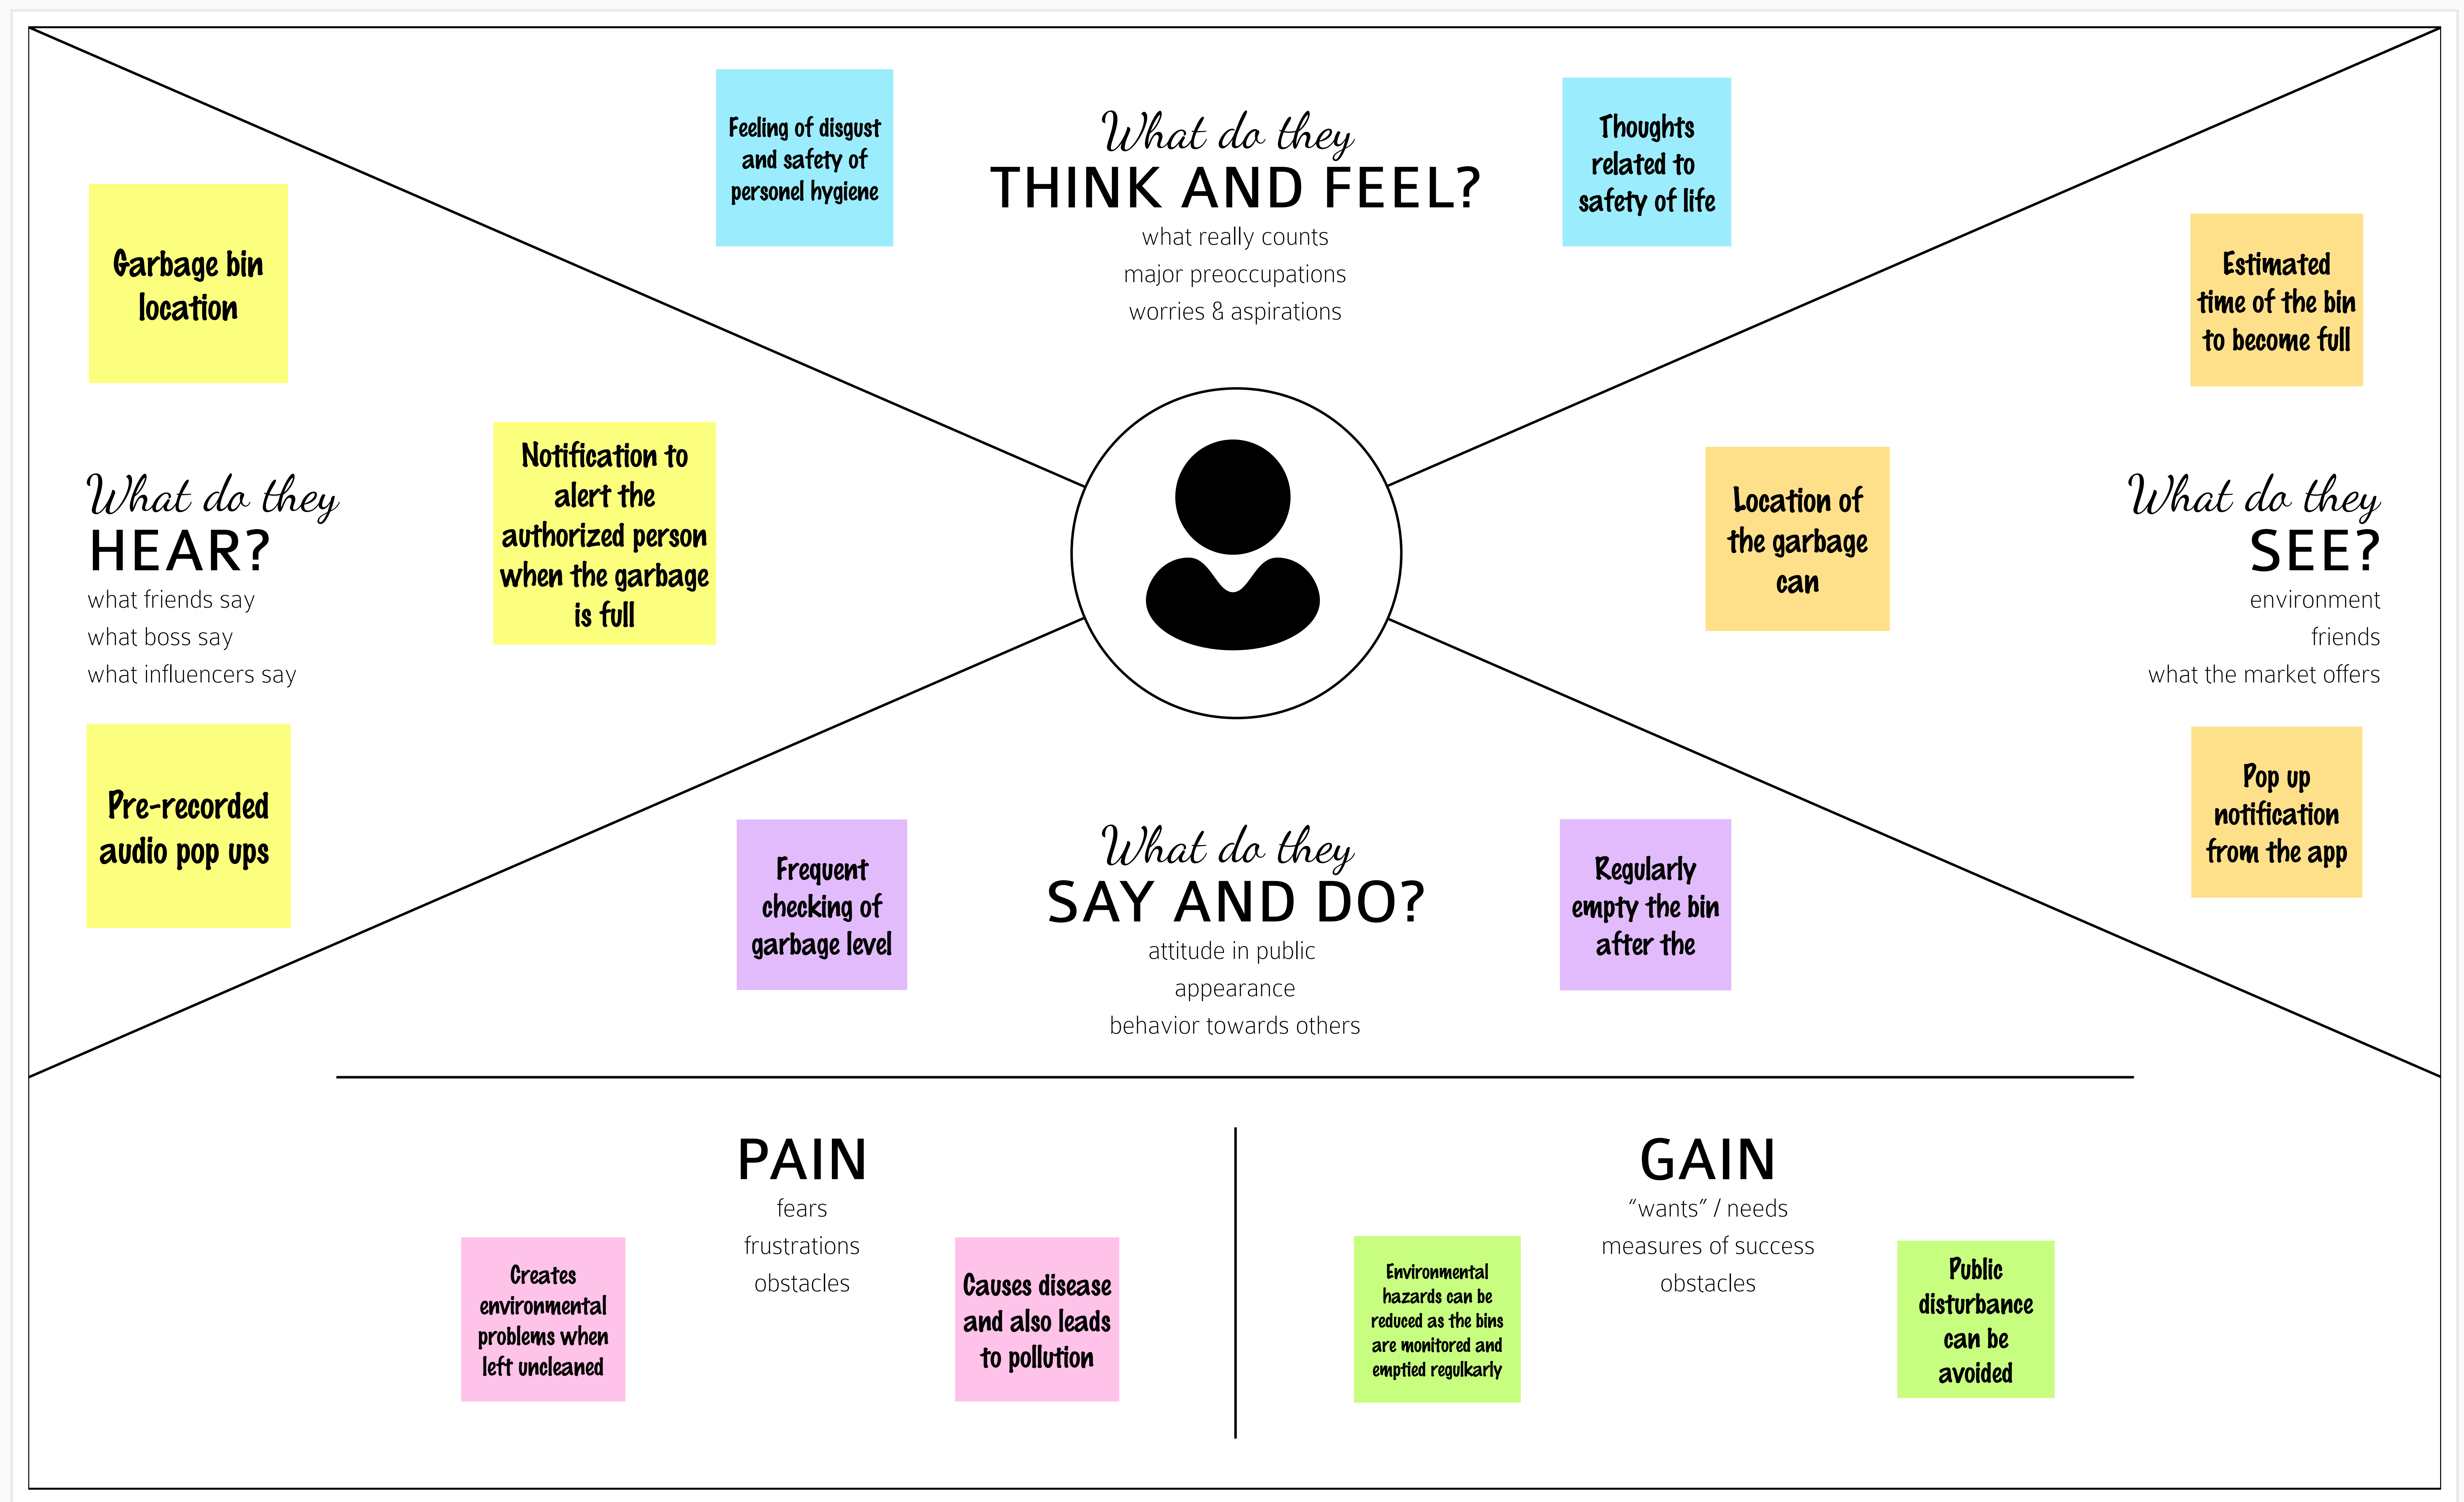 Feeling of disgust
and safety of
personel hygiene
What do they
THINK AND FEEL?
what really counts
major preoccupations
worries & aspirations
Thoughts
related to
safety of life
Garbage bin
location
Notification to
alert the
authorized person
when the garbage
is full
What do they
HEAR?
what friends say
what boss say
what influencers say
Pre-recorded
audio pop ups
Estimated
time of the bin
to become full
Location of
the garbage
can
What do they
SEE?
environment
friends
what the market offers
Pop up
notification
from the app
Frequent
checking of
garbage level
What do they
SAY AND DO?
attitude in public
appearance
behavior towards others
Regularly
empty the bin
after the
PAIN
fears
frustrations
obstacles
Creates
environmental
problems when
left uncleaned
Causes disease
and also leads
to pollution
GAIN
“wants” / needs
measures of success
obstacles
Environmental
hazards can be
reduced as the bins
are monitored and
emptied regulkarly
Public
disturbance
can be
avoided